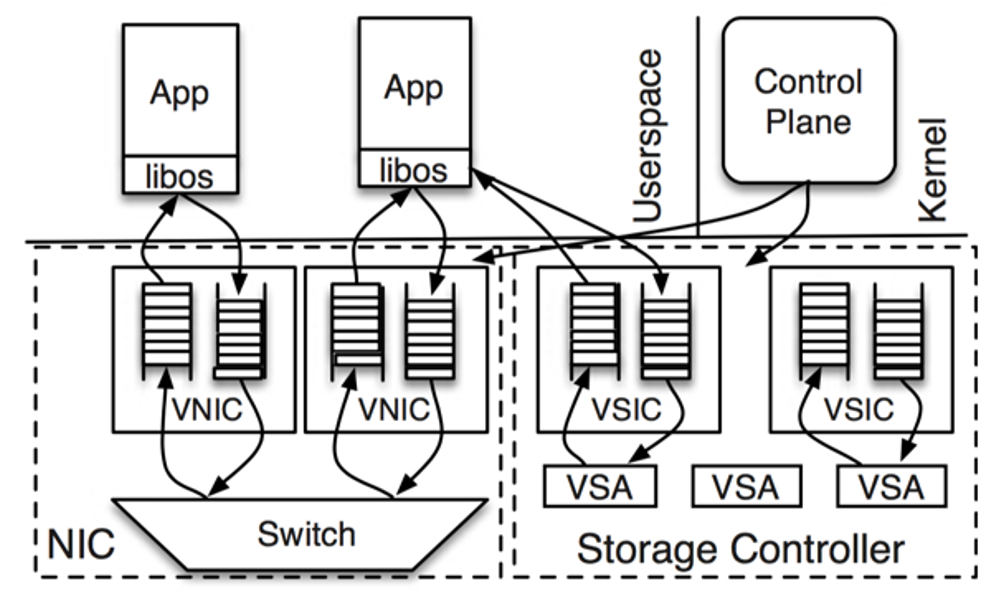 App
libos
App
libos
Userspace
Control
Plane
Kernel
VNIC
VNIC
VSIC
VSIC
VSA
VSA
VSA
Switch
NIC
Storage Controller